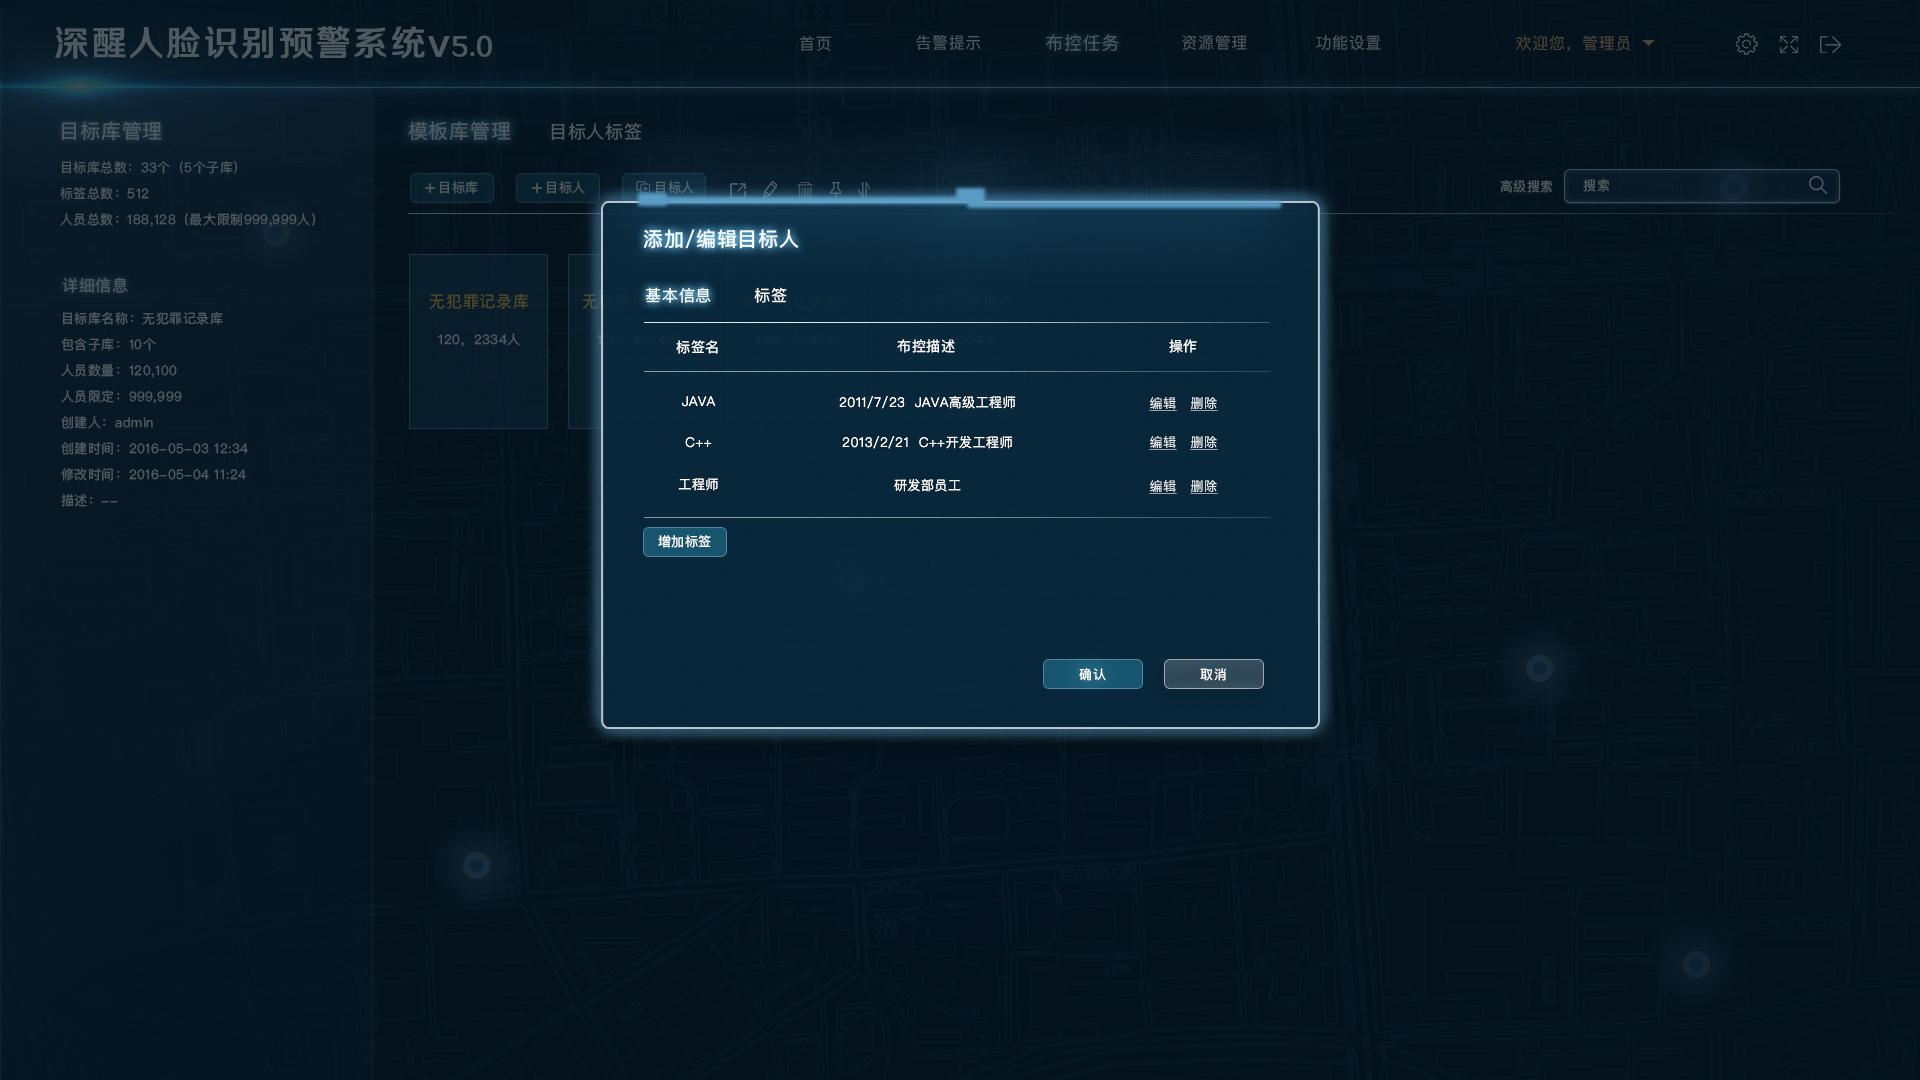 深醒人脸识别预警系统V5.0
首页
告警提示
布控任务
资源管理
功能设置
欢迎您，管理员
目标库管理
目标库总数：33个（5个子库）
标签总数：512
人员总数：188,128（最大限制999,999人）
详细信息
目标库名称：无犯罪记录库
包含子库：10个
人员数量：120,100
人员限定：999,999
创建人：admin
创建时间：2016-05-03 12:34
修改时间：2016-05-04 11:24
描述：--
模板库管理
目标人标签
+目标库
+目标人
目标人
高级搜索
搜索
无犯罪记录库
120，2334人
添加/编辑目标人
基本信息
标签
标签名
布控描述
操作
JAVA
2011/7/23 JAVA高级工程师
编辑 删除
C++
2013/2/21 C++开发工程师
编辑 删除
工程师
研发部员工
编辑 删除
增加标签
确认
取消